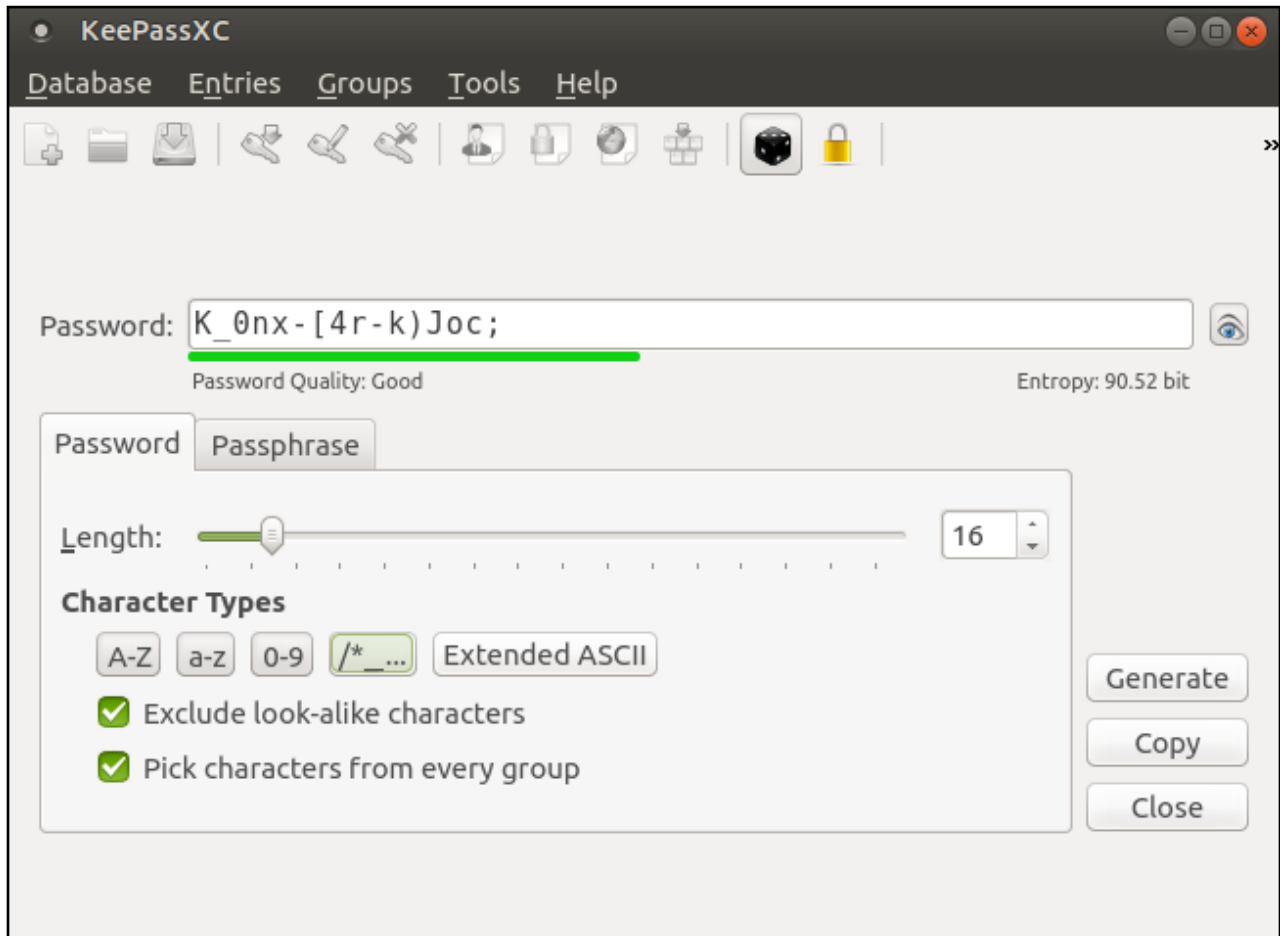 KeePassXC
Database Entries Groups Tools Help
»
Password: K_0nx-[4r-k)Joc;
Password Quality: Good Entropy: 90.52 bit
Password Passphrase
Length: 16
Character Types
A-Z a-z 0-9 /*_... Extended ASCII
Exclude look-alike characters
Pick characters from every group
Generate
Copy
Close